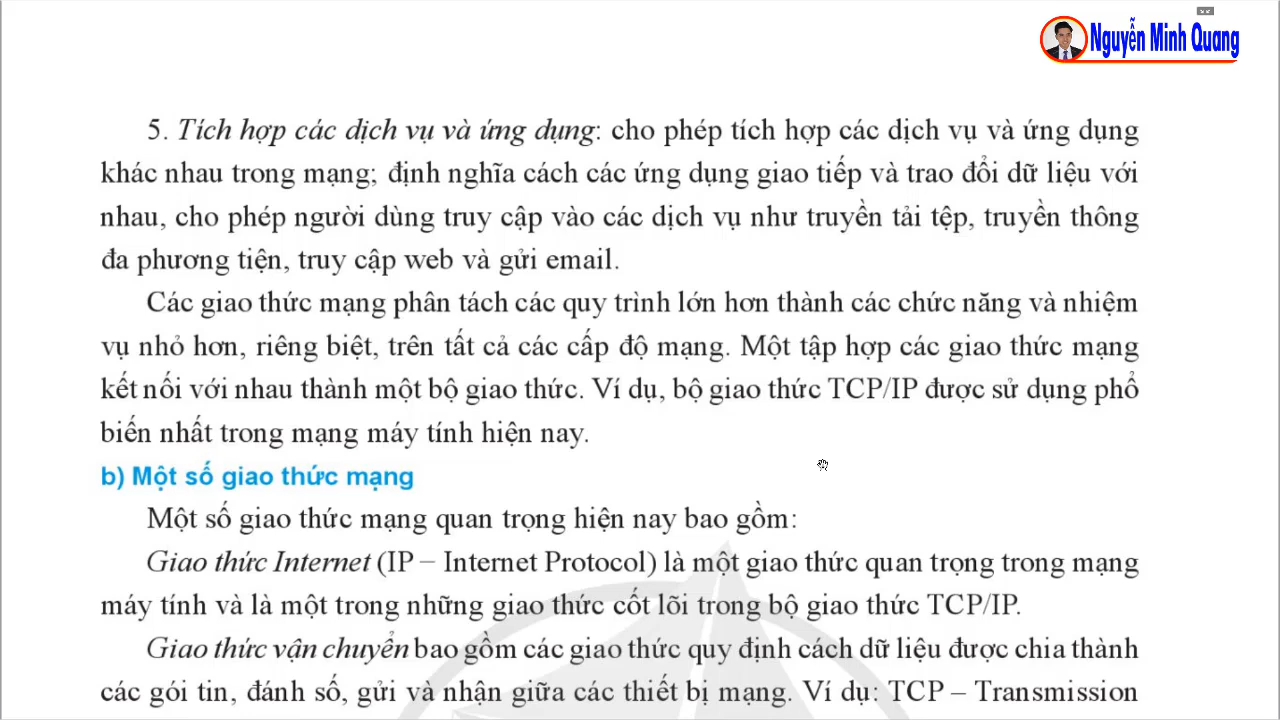 Nguyễn Minh Quang
5. Tích hợp các dịch vụ và ứng dụng: cho phép tích hợp các dịch vụ và ứng dụng
khác nhau trong mạng; định nghĩa cách các ứng dụng giao tiếp và trao đổi dữ liệu với
nhau, cho phép người dùng truy cập vào các dịch vụ như truyền tải tệp, truyền thông
đa phương tiện, truy cập web và gửi email.
Các giao thức mạng phân tách các quy trình lớn hơn thành các chức năng và nhiệm
vụ nhỏ hơn, riêng biệt, trên tất cả các cấp độ mạng. Một tập hợp các giao thức mạng
kết nối với nhau thành một bộ giao thức. Ví dụ, bộ giao thức TCP/IP được sử dụng phổ
biến nhất trong mạng máy tính hiện nay.
b) Một số giao thức mạng
Một số giao thức mạng quan trọng hiện nay bao gồm:
Giao thức Internet (IP – Internet Protocol) là một giao thức quan trọng trong mạng
máy tính và là một trong những giao thức cốt lõi trong bộ giao thức TCP/IP.
Giao thức vận chuyển bao gồm các giao thức quy định cách dữ liệu được chia thành
các gói tin, đánh số, gửi và nhận giữa các thiết bị mạng. Ví dụ: TCP – Transmission